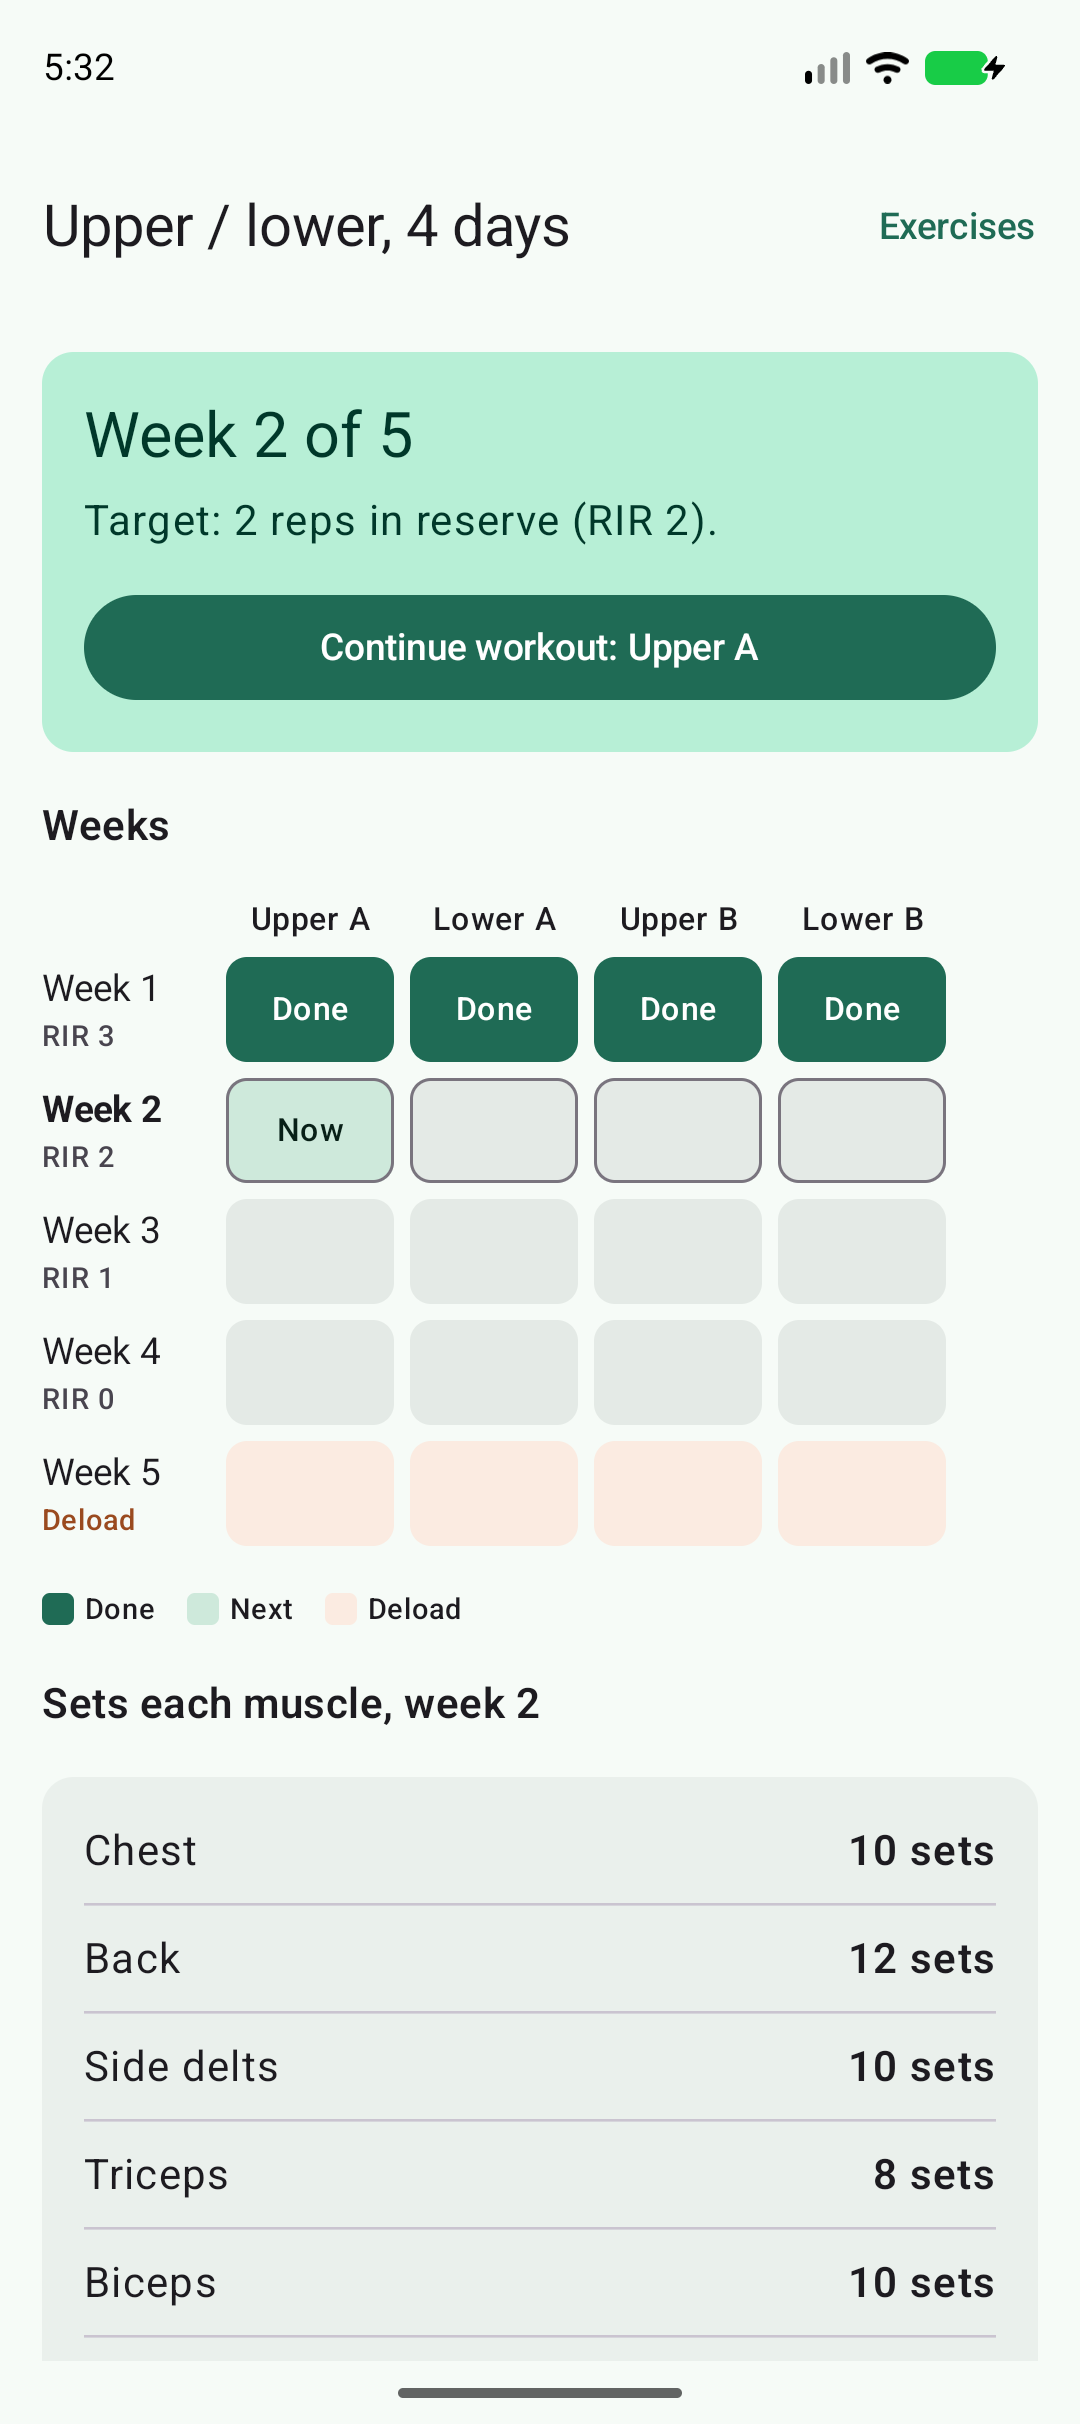 5:32
Upper / lower, 4 days
Exercises
Week 2 of 5
Target: 2 reps in reserve (RIR 2).
Continue workout: Upper A
Weeks
Upper A Lower A Upper B Lower B
Week 1
RIR 3
Done Done Done Done
Week 2
RIR 2
Now
Week 3
RIR 1
Week 4
RIR 0
Week 5
Deload
Done Next Deload
Sets each muscle, week 2
Chest 10 sets
Back 12 sets
Side delts 10 sets
Triceps 8 sets
Biceps 10 sets